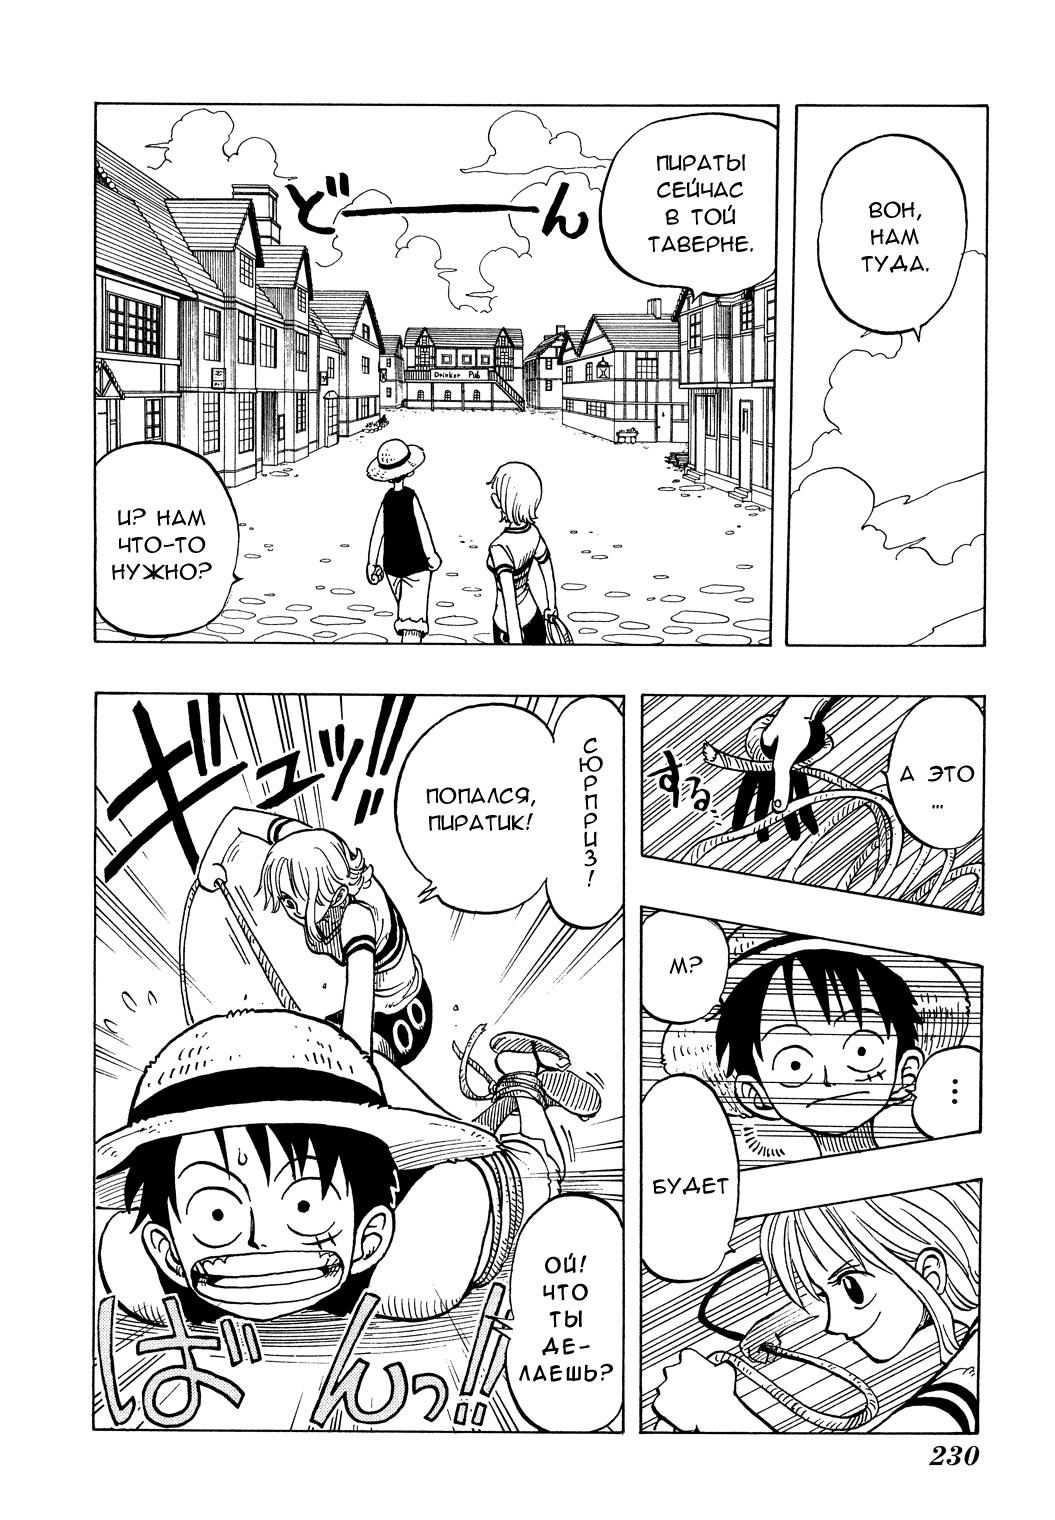 ВОН,
НАМ
ТУДА.
ПИРАТЫ
СЕЙЧАС
В ТОЙ
ТАВЕРНЕ.
どーん
Drinker Pub
И? НАМ
ЧТО-ТО
НУЖНО?
А ЭТО
...
する...
М?
...
БУДЕТ
СЮРПРИЗ!
ПОПАЛСЯ,
ПИРАТИК!
ギュッ!!
ОЙ!
ЧТО
ТЫ
ДЕ-
ЛАЕШЬ?
ばんっ!!
230